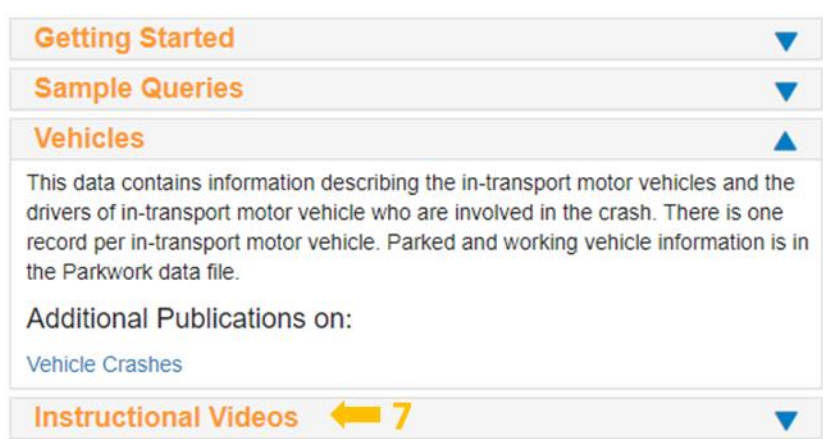 Getting Started
Sample Queries
Vehicles
This data contains information describing the in-transport motor vehicles and the
drivers of in-transport motor vehicle who are involved in the crash. There is one
record per in-transport motor vehicle. Parked and working vehicle information is in
the Parkwork data file.
Additional Publications on:
Vehicle Crashes
Instructional Videos 7